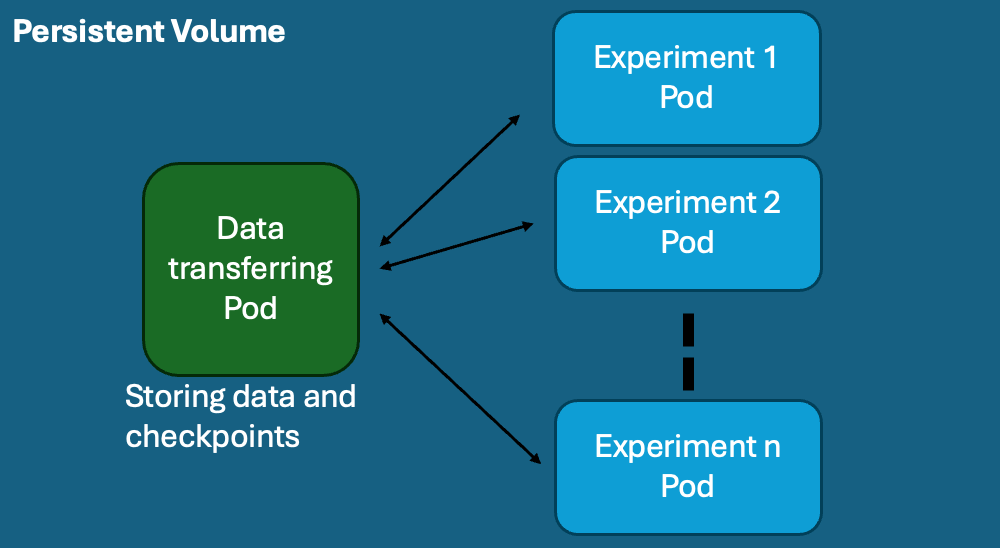 Persistent Volume
Experiment 1
Pod
Experiment 2
Pod
Data
transferring
Pod
Storing data and
checkpoints
Experiment n
Pod